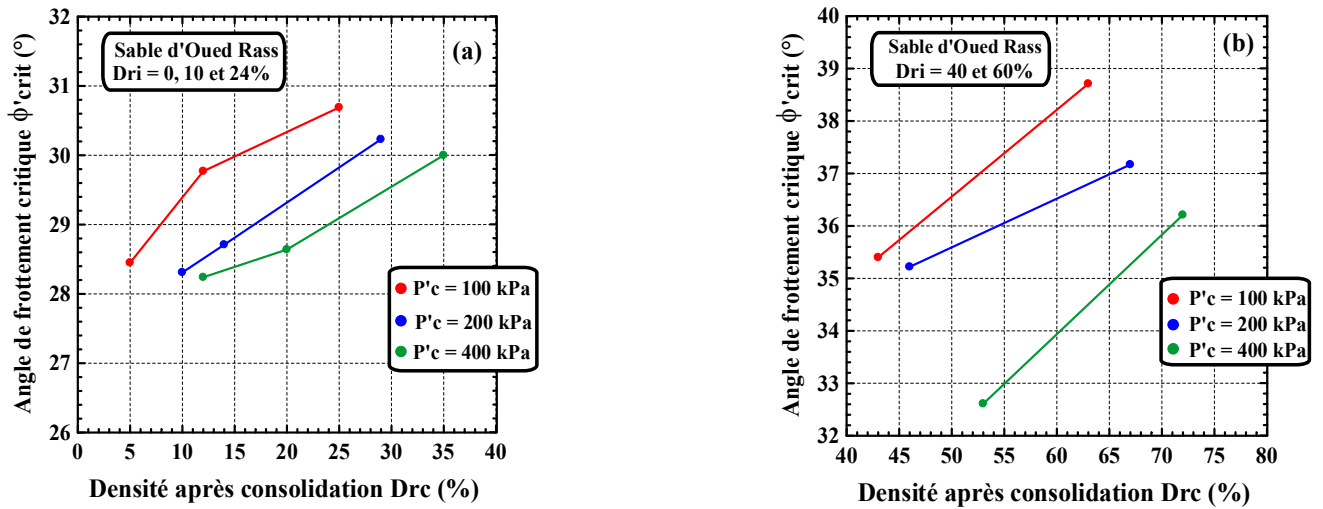 Angle de frottement critique ϕ'crit (°)
32
31
30
29
28
27
26
Sable d'Oued Rass
Dri = 0, 10 et 24%
(a)
P'c = 100 kPa
P'c = 200 kPa
P'c = 400 kPa
0 5 10 15 20 25 30 35 40
Densité après consolidation Drc (%)
Angle de frottement critique ϕ'crit (°)
40
39
38
37
36
35
34
33
32
Sable d'Oued Rass
Dri = 40 et 60%
(b)
P'c = 100 kPa
P'c = 200 kPa
P'c = 400 kPa
40 45 50 55 60 65 70 75 80
Densité après consolidation Drc (%)